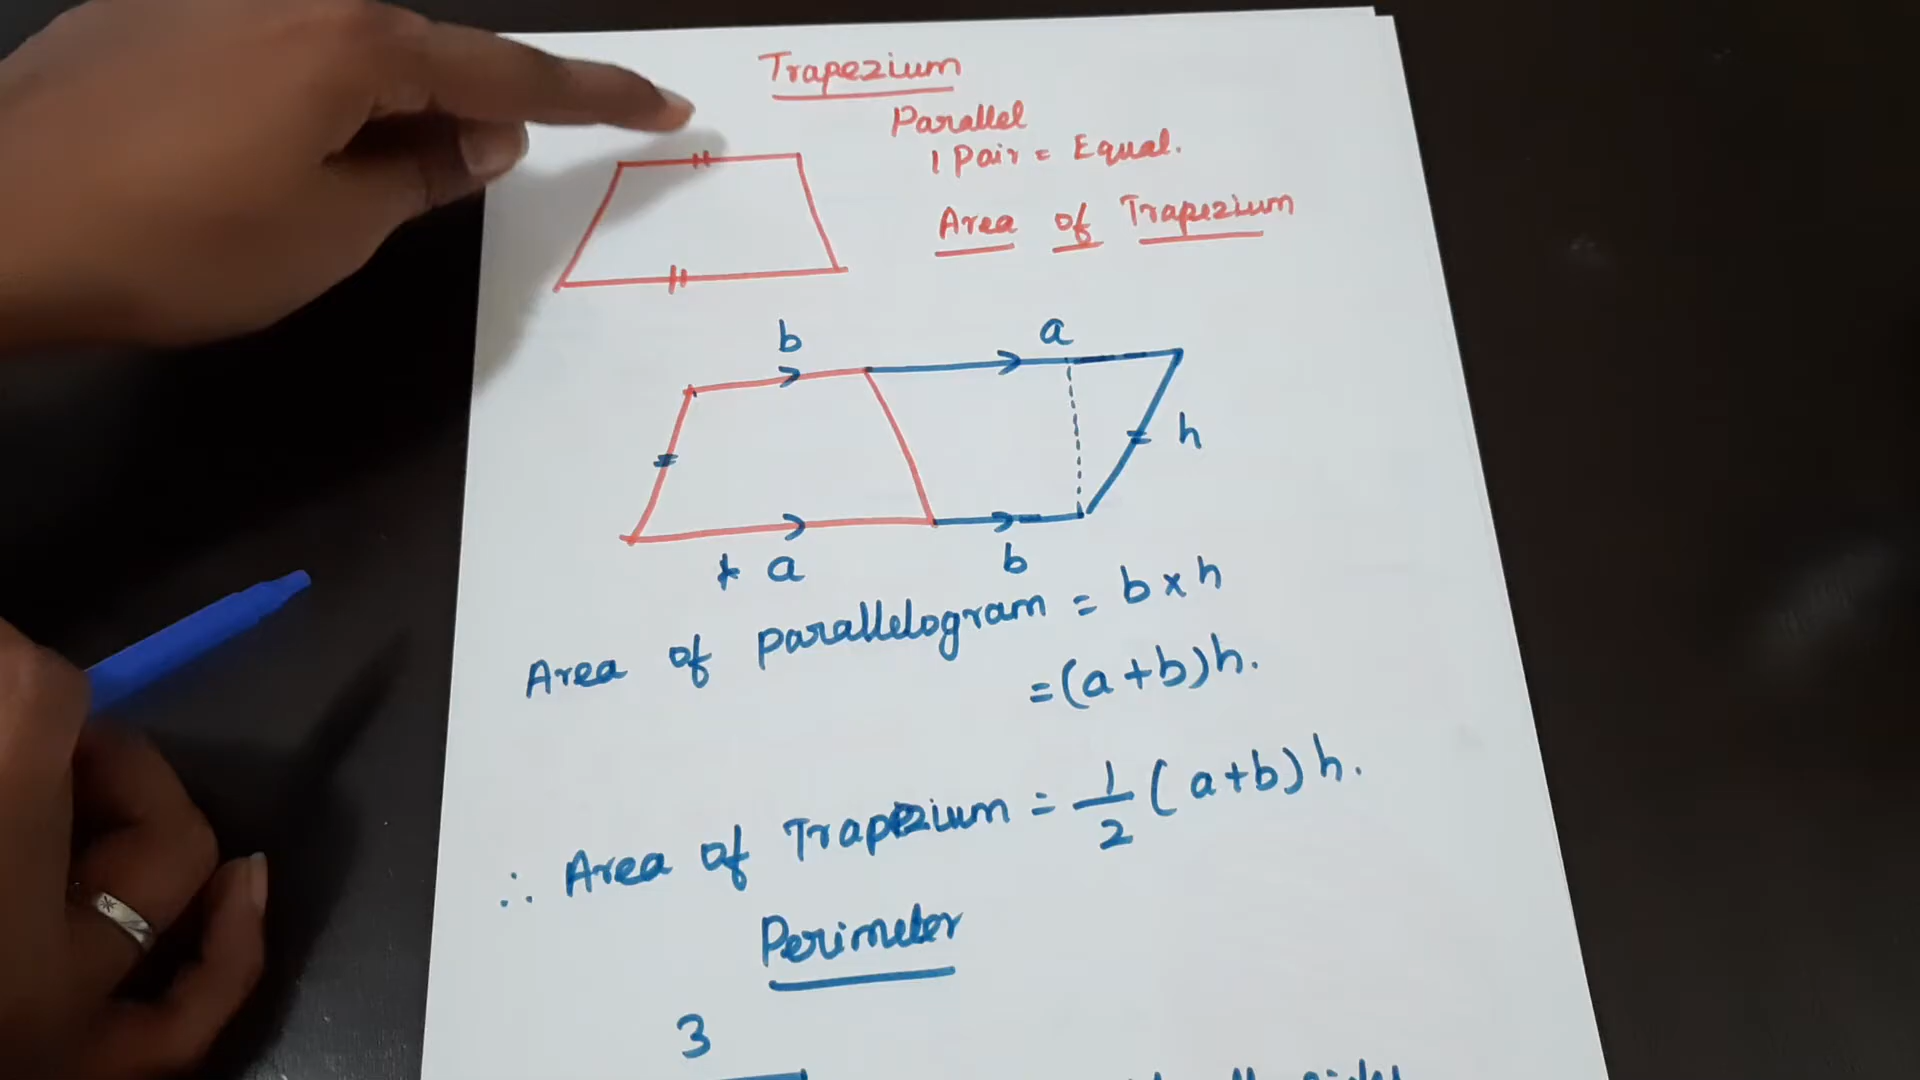 Trapezium
Parallel
1 Pair = Equal.
Area of Trapezium
b
a
h
a
b
Area of parallelogram = b × h
= (a + b) h.
∴ Area of Trapezium = 1/2 (a+b) h.
Perimeter
3